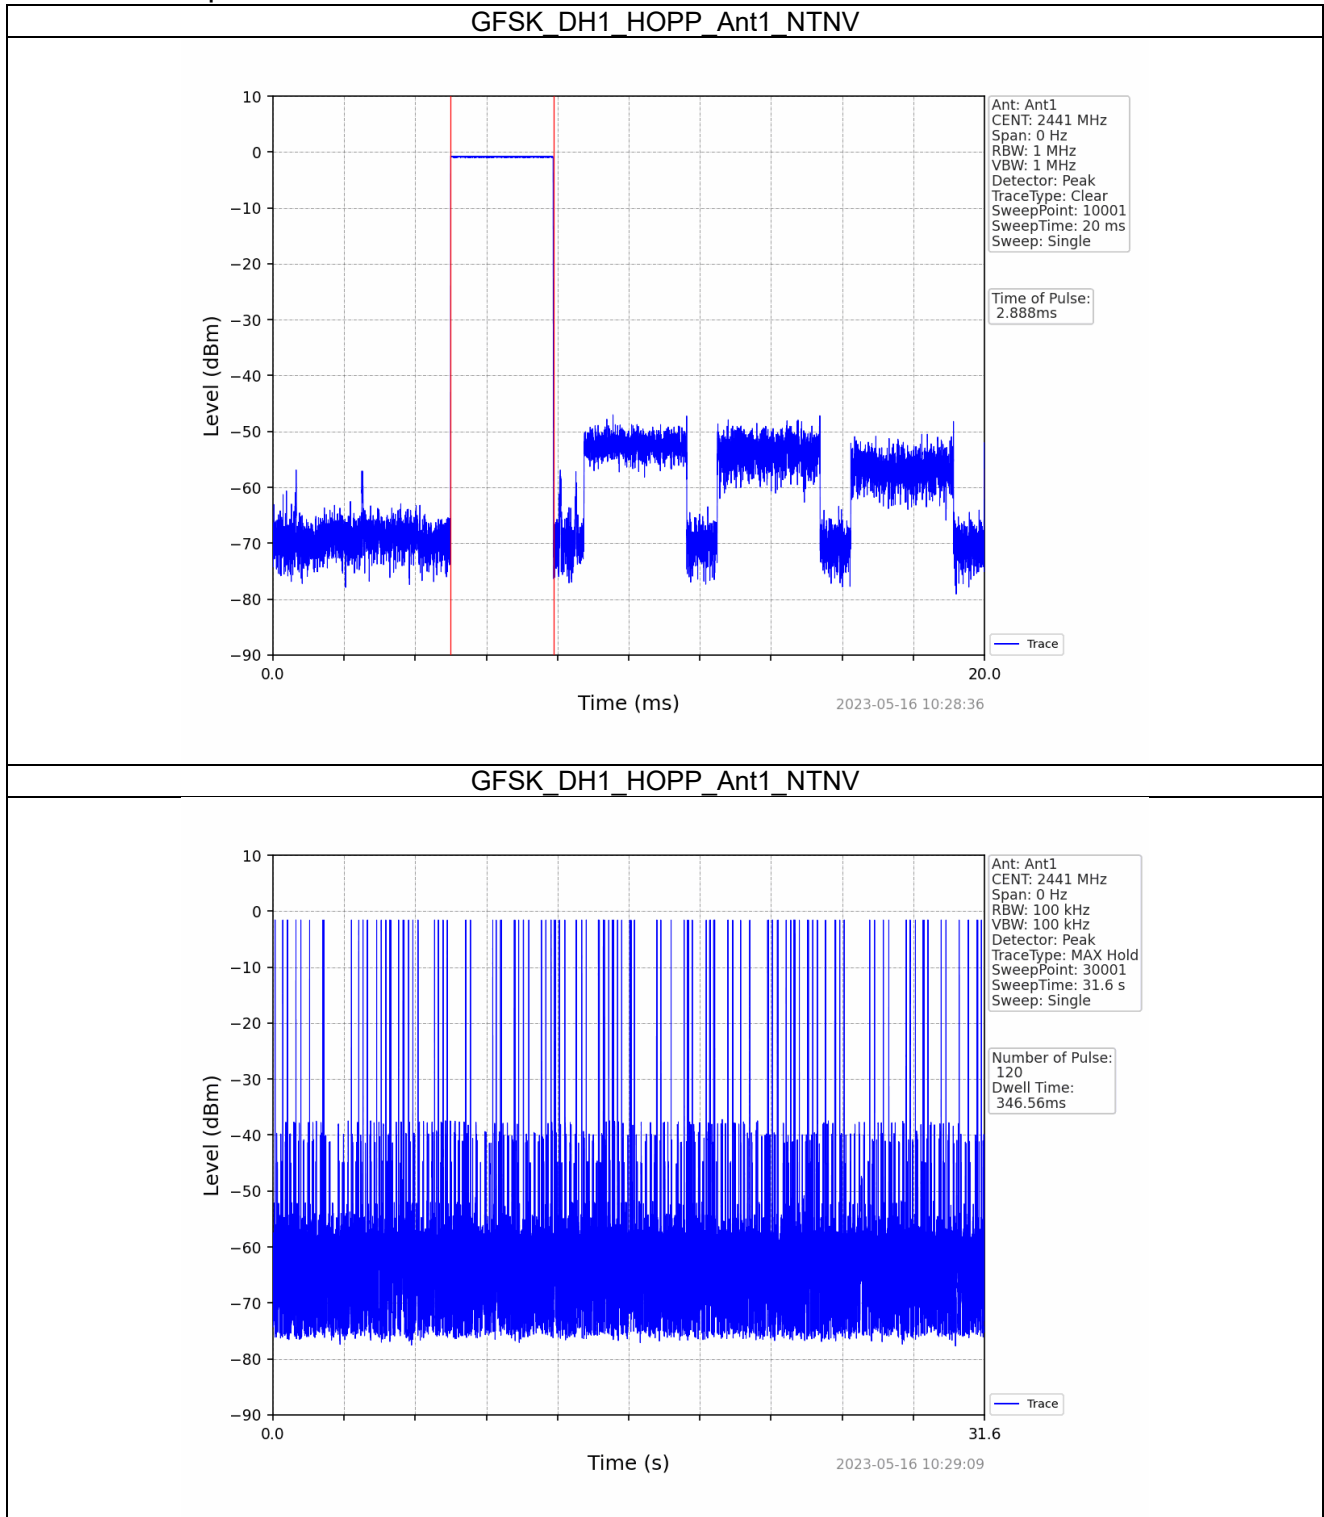 GFSK_DH1_HOPP_Ant1_NTNV
10
0
−10
−20
−30
−40
−50
−60
−70
−80
−90
Level (dBm)
0.0
20.0
Time (ms)
2023-05-16 10:28:36
Ant: Ant1
CENT: 2441 MHz
Span: 0 Hz
RBW: 1 MHz
VBW: 1 MHz
Detector: Peak
TraceType: Clear
SweepPoint: 10001
SweepTime: 20 ms
Sweep: Single
Time of Pulse:
2.888ms
Trace
GFSK_DH1_HOPP_Ant1_NTNV
10
0
−10
−20
−30
−40
−50
−60
−70
−80
−90
Level (dBm)
0.0
31.6
Time (s)
2023-05-16 10:29:09
Ant: Ant1
CENT: 2441 MHz
Span: 0 Hz
RBW: 100 kHz
VBW: 100 kHz
Detector: Peak
TraceType: MAX Hold
SweepPoint: 30001
SweepTime: 31.6 s
Sweep: Single
Number of Pulse:
120
Dwell Time:
346.56ms
Trace